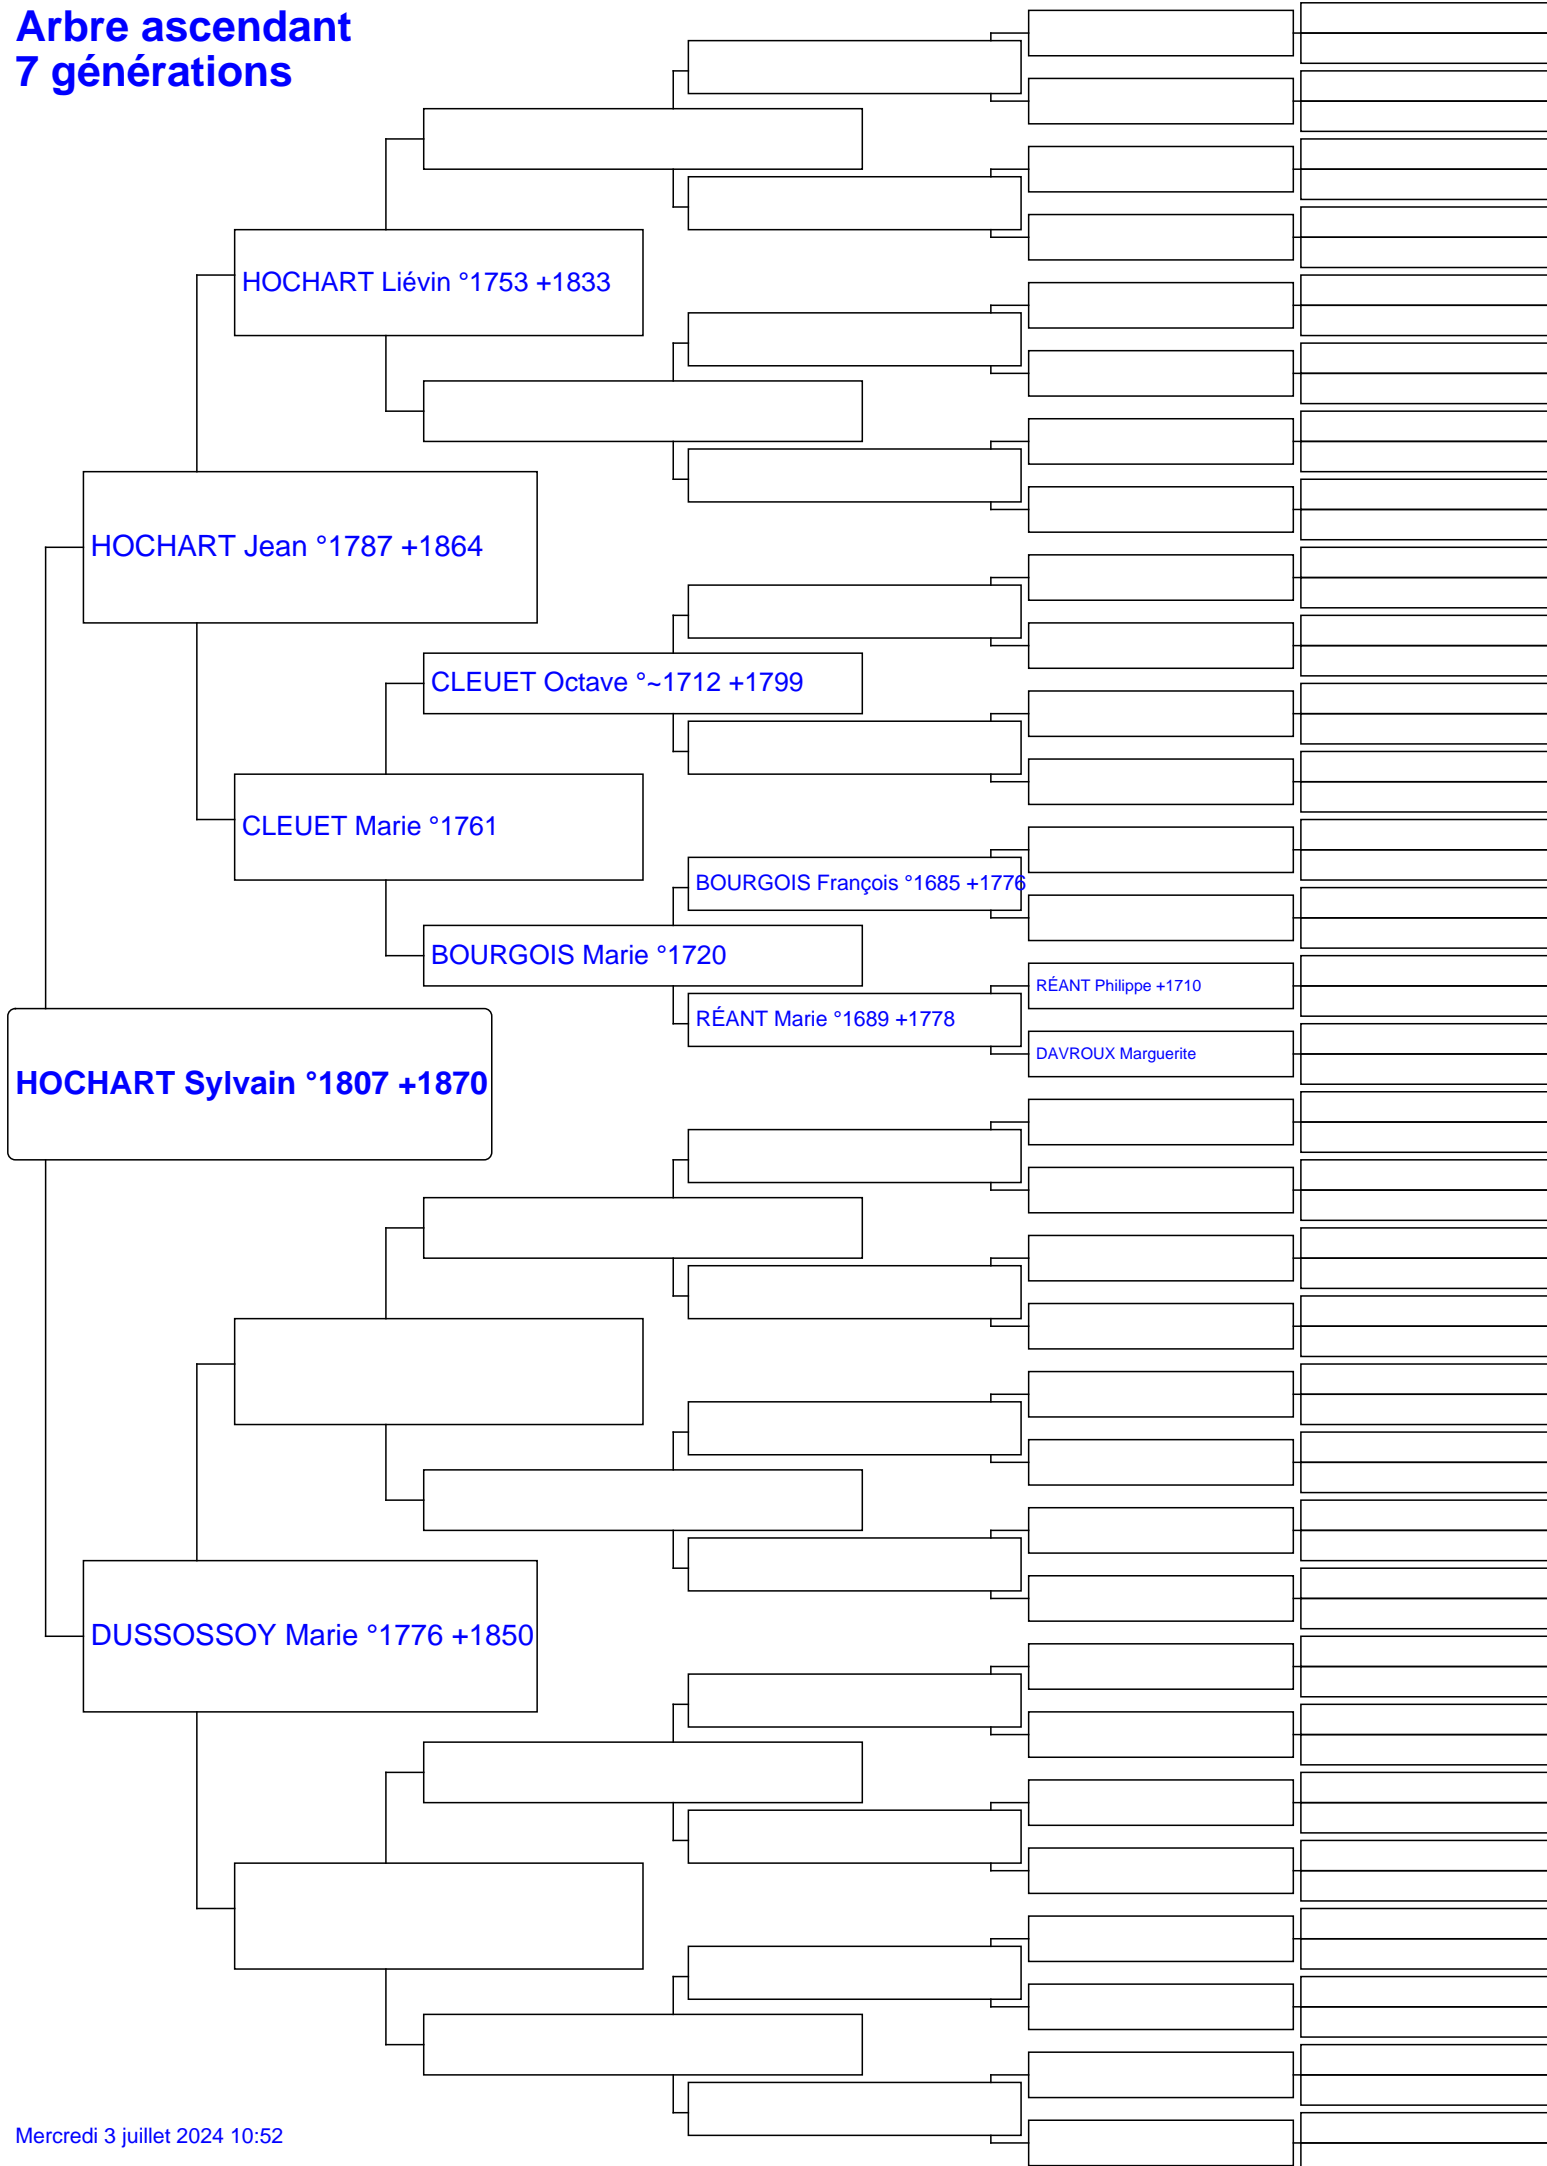 Arbre ascendant
7 générations
HOCHART Liévin °1753 +1833
HOCHART Jean °1787 +1864
CLEUET Octave °~1712 +1799
CLEUET Marie °1761
BOURGOIS François °1685 +1776
BOURGOIS Marie °1720
RÉANT Philippe +1710
RÉANT Marie °1689 +1778
DAVROUX Marguerite
HOCHART Sylvain °1807 +1870
DUSSOSSOY Marie °1776 +1850
Mercredi 3 juillet 2024 10:52